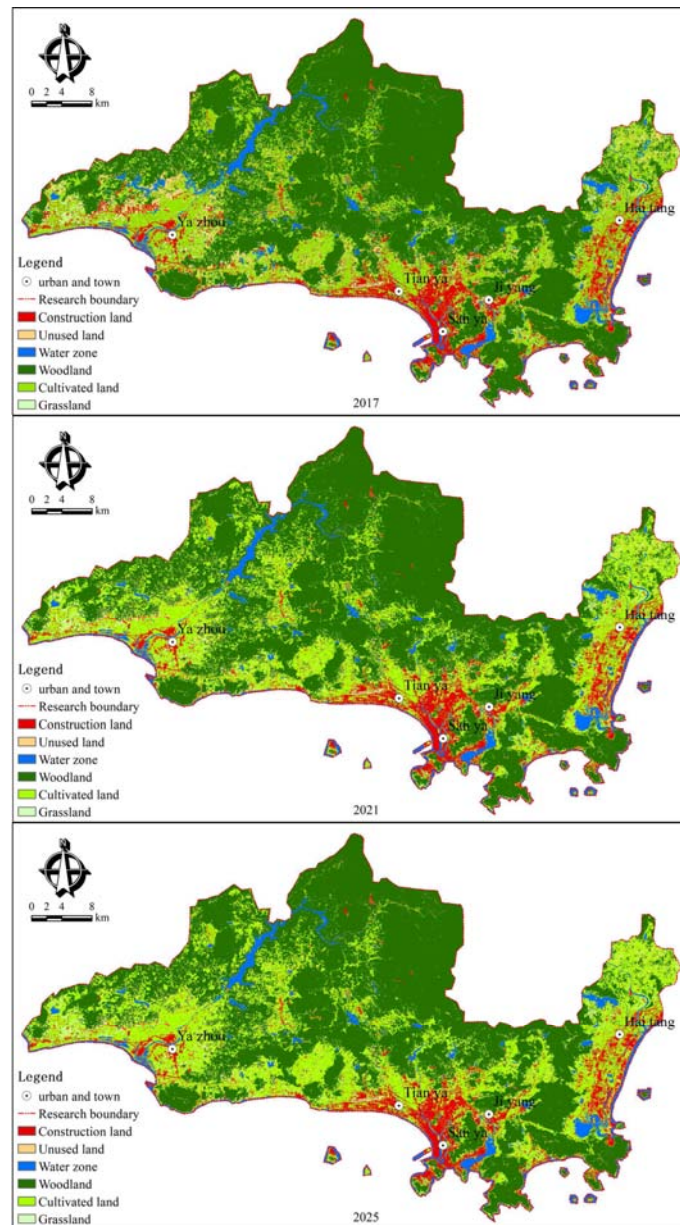 0 2 4 8
km
Ya zhou
Hai tang
Tian ya
Ji yang
San ya
Legend
urban and town
Research boundary
Construction land
Unused land
Water zone
Woodland
Cultivated land
Grassland
2017
0 2 4 8
km
Ya zhou
Hai tang
Tian ya
Ji yang
San ya
Legend
urban and town
Research boundary
Construction land
Unused land
Water zone
Woodland
Cultivated land
Grassland
2021
0 2 4 8
km
Ya zhou
Hai tang
Tian ya
Ji yang
San ya
Legend
urban and town
Research boundary
Construction land
Unused land
Water zone
Woodland
Cultivated land
Grassland
2025